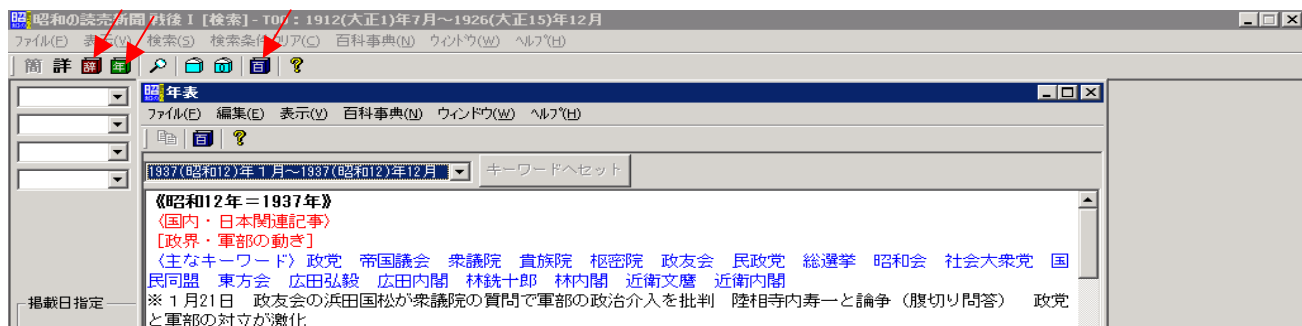 昭和の読売新聞 戦後Ⅰ [検索] - T06 : 1912(大正1)年7月～1926(大正15)年12月
ファイル(F) 表示(V) 検索(S) 検索条件クリア(C) 百科事典(N) ウィンドウ(W) ヘルプ(H)
簡 詳 辞 年 百 ?
年表
ファイル(F) 編集(E) 表示(V) 百科事典(N) ウィンドウ(W) ヘルプ(H)
百 ?
1937(昭和12)年１月～1937(昭和12)年12月 キーワードへセット
《昭和12年＝1937年》
〈国内・日本関連記事〉
［政界・軍部の動き］
〈主なキーワード〉政党 帝国議会 衆議院 貴族院 枢密院 政友会 民政党 総選挙 昭和会 社会大衆党 国
民同盟 東方会 広田弘毅 広田内閣 林銑十郎 林内閣 近衛文麿 近衛内閣
※１月21日 政友会の浜田国松が衆議院の質問で軍部の政治介入を批判 陸相寺内寿一と論争（腹切り問答） 政党
と軍部の対立が激化
掲載日指定